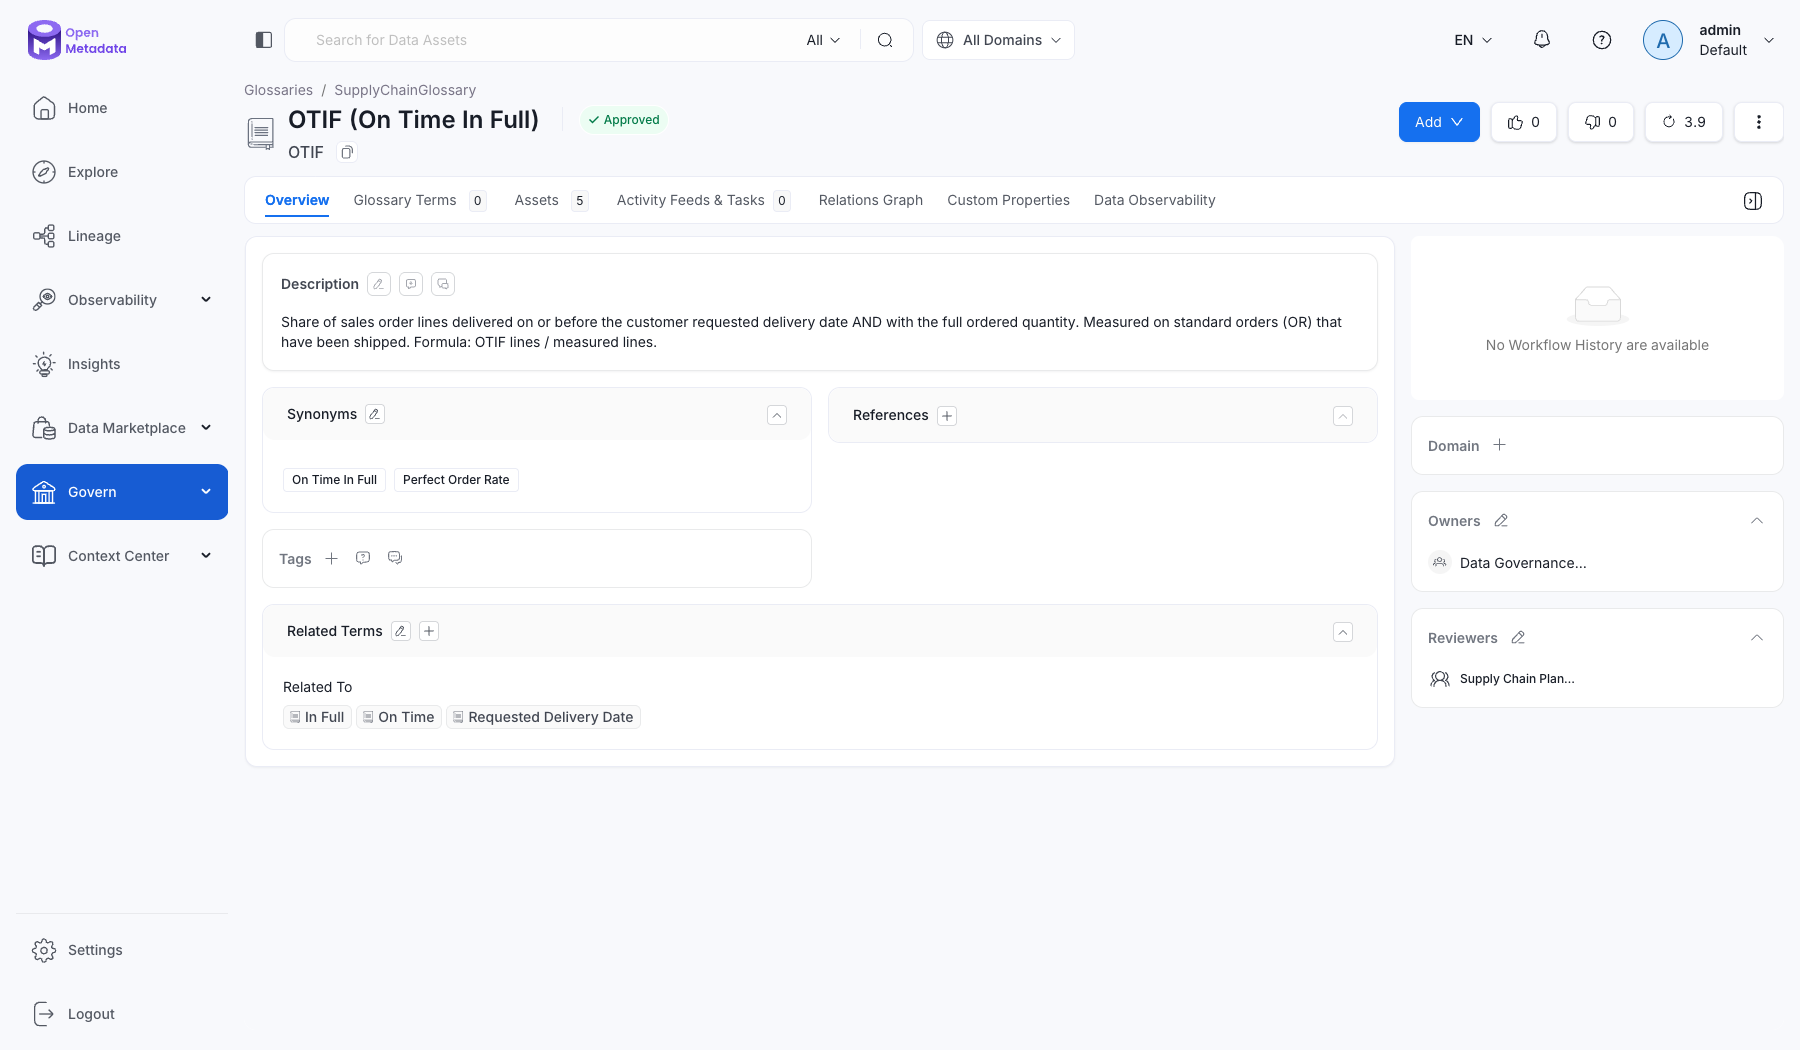 Open
Metadata
Search for Data Assets
All
All Domains
EN
A
admin
Default
Home
Explore
Lineage
Observability
Insights
Data Marketplace
Govern
Context Center
Settings
Logout
Glossaries / SupplyChainGlossary
OTIF (On Time In Full)
Approved
OTIF
Add
0
0
3.9
Overview
Glossary Terms 0
Assets 5
Activity Feeds & Tasks 0
Relations Graph
Custom Properties
Data Observability
Description
Share of sales order lines delivered on or before the customer requested delivery date AND with the full ordered quantity. Measured on standard orders (OR) that
have been shipped. Formula: OTIF lines / measured lines.
Synonyms
On Time In Full
Perfect Order Rate
References
Tags
Related Terms
Related To
In Full
On Time
Requested Delivery Date
No Workflow History are available
Domain
Owners
Data Governance...
Reviewers
Supply Chain Plan...